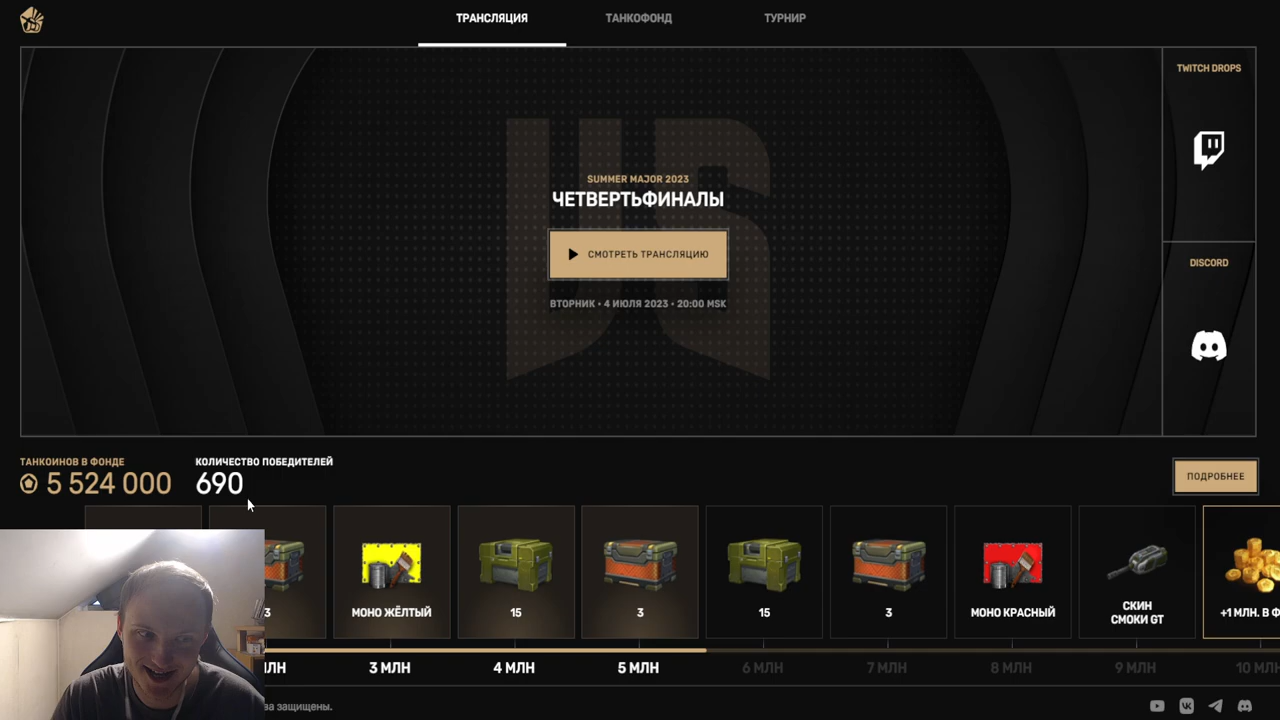 ТРАНСЛЯЦИЯ
ТАНКОФОНД
ТУРНИР
SUMMER MAJOR 2023
ЧЕТВЕРТЬФИНАЛЫ
СМОТРЕТЬ ТРАНСЛЯЦИЮ
ВТОРНИК • 4 ИЮЛЯ 2023 • 20:00 MSK
TWITCH DROPS
DISCORD
ТАНКОИНОВ В ФОНДЕ
5 524 000
КОЛИЧЕСТВО ПОБЕДИТЕЛЕЙ
690
ПОДРОБНЕЕ
3
МОНО ЖЁЛТЫЙ
15
3
15
3
МОНО КРАСНЫЙ
СКИН
СМОКИ GT
+1 МЛН. В Ф
ЛН
3 МЛН
4 МЛН
5 МЛН
6 МЛН
7 МЛН
8 МЛН
9 МЛН
10 МЛН
ва защищены.